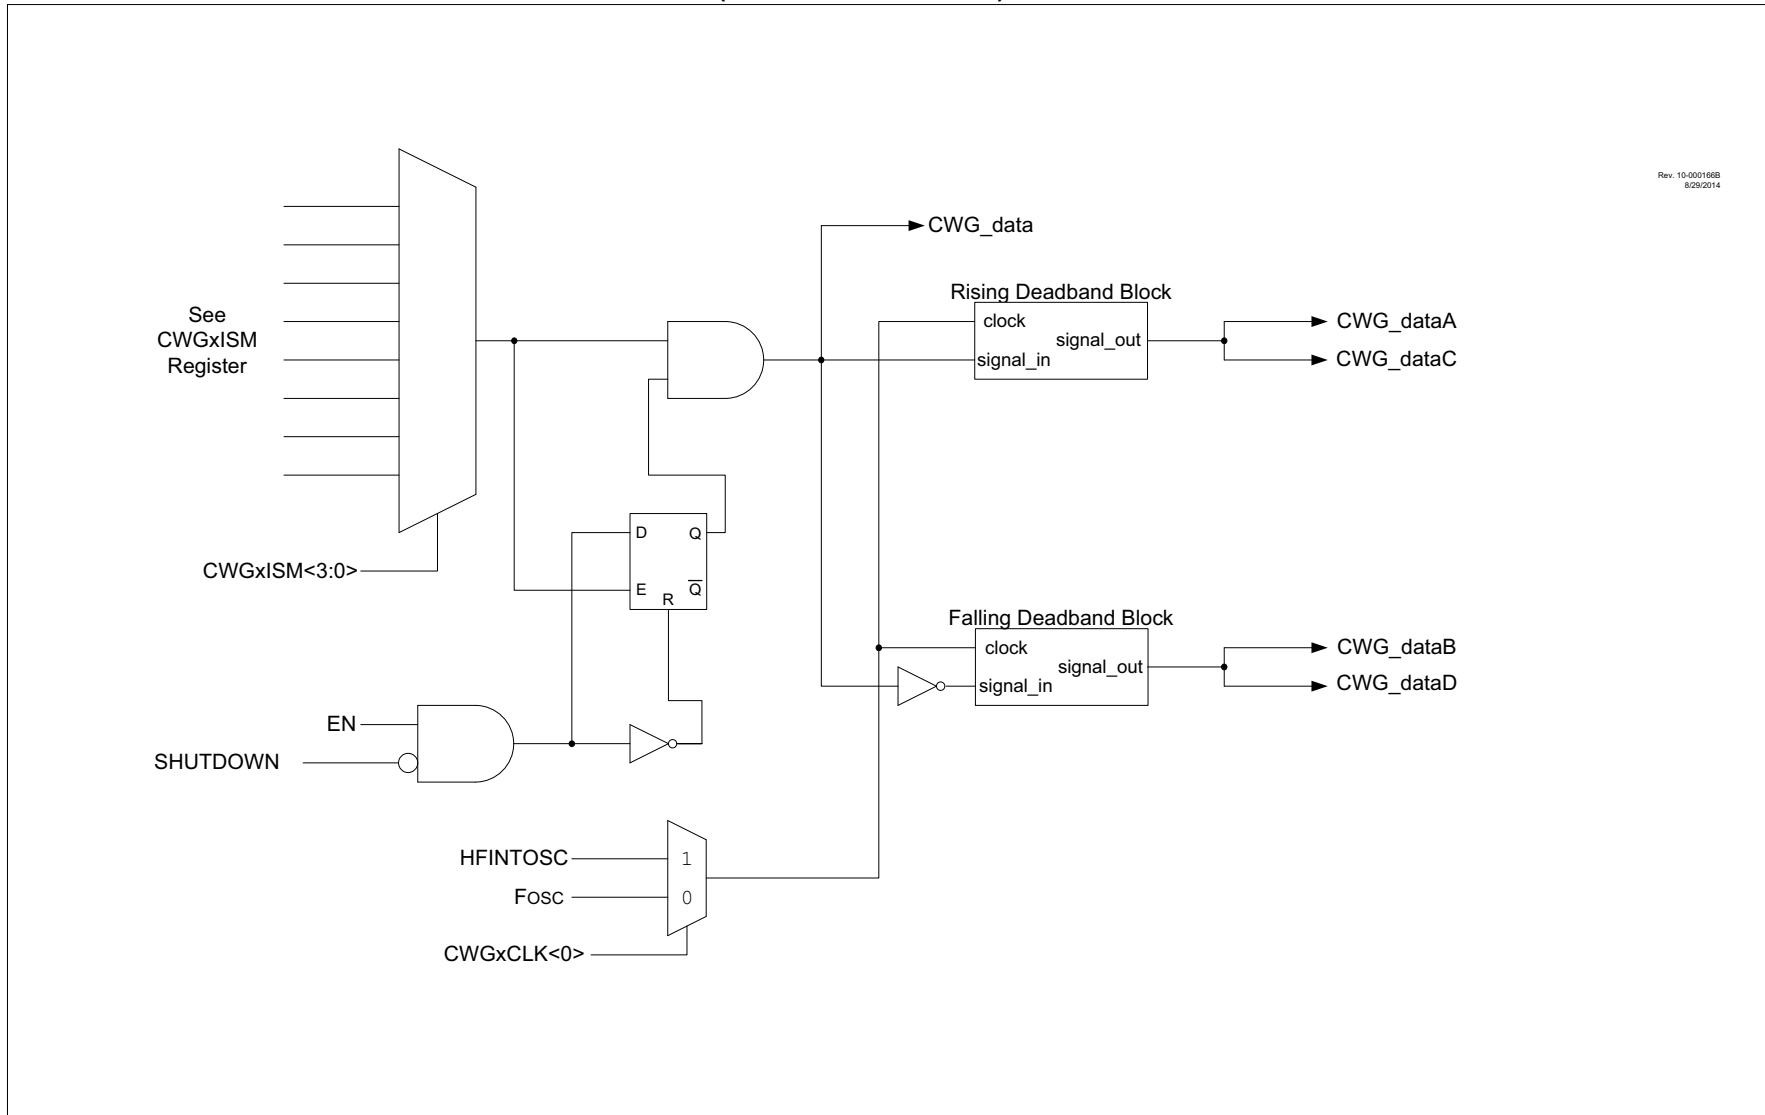 Rev. 10-000166B
8/29/2014
CWG_data
Rising Deadband Block
clock
signal_out
signal_in
CWG_dataA
CWG_dataC
See
CWGxISM
Register
D
Q
E
Q̅
R
CWGxISM<3:0>
Falling Deadband Block
clock
signal_out
signal_in
CWG_dataB
CWG_dataD
EN
SHUTDOWN
HFINTOSC
1
FOSC
0
CWGxCLK<0>